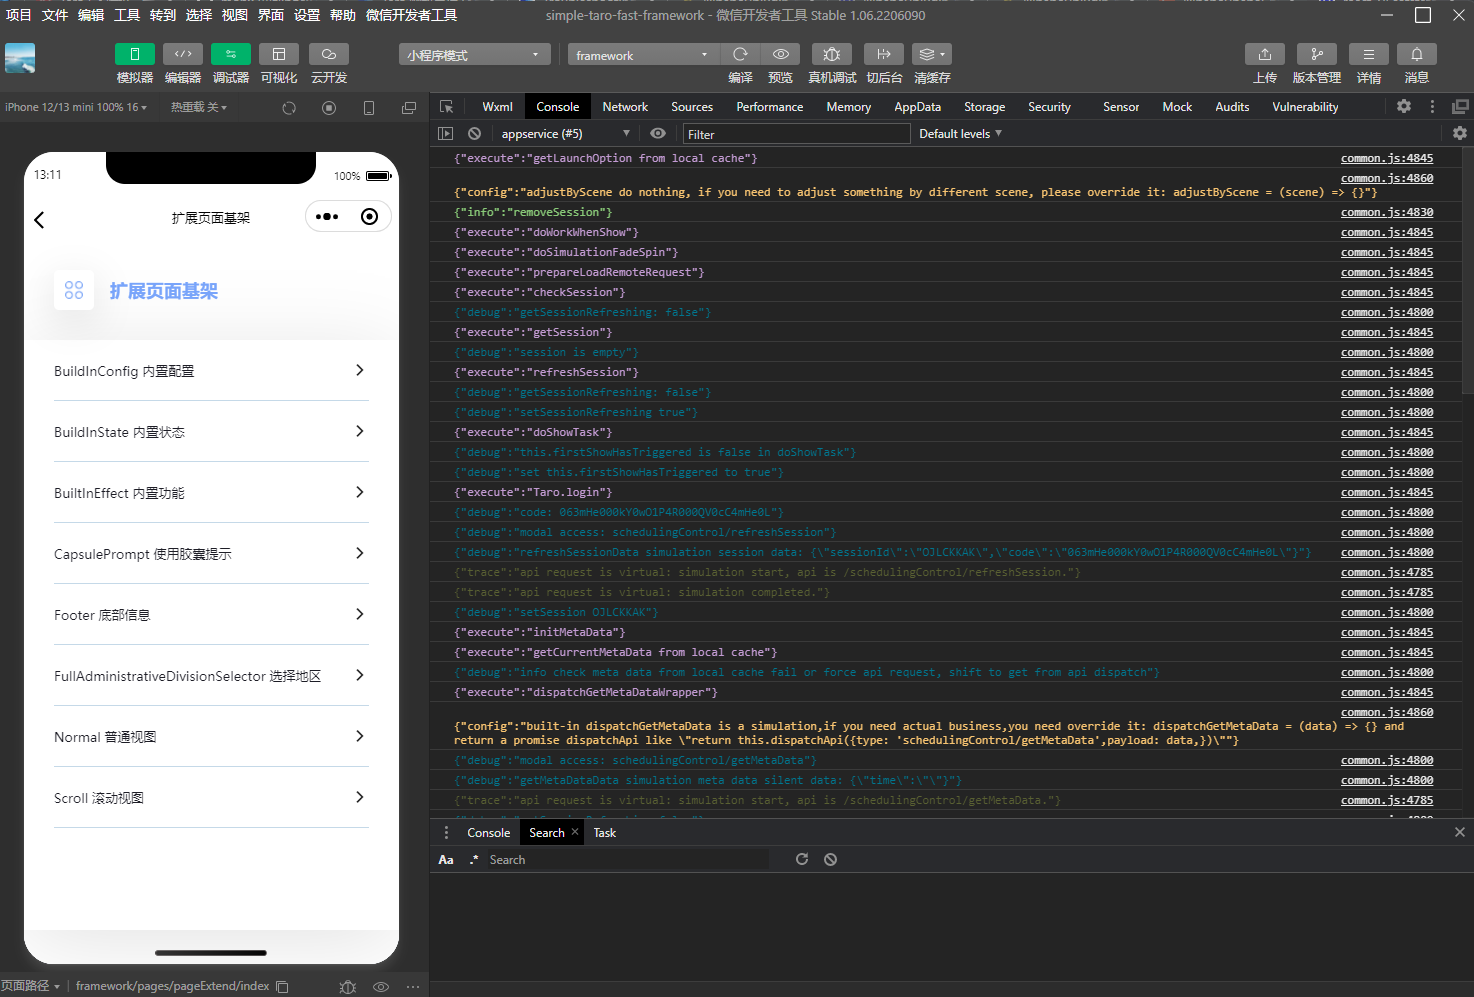 项目 文件 编辑 工具 转到 选择 视图 界面 设置 帮助 微信开发者工具
simple-taro-fast-framework - 微信开发者工具 Stable 1.06.2206090
模拟器 编辑器 调试器 可视化 云开发
小程序模式
framework
编译 预览 真机调试 切后台 清缓存
上传 版本管理 详情 消息
iPhone 12/13 mini 100% 16
热重载 关
13:11
100%
扩展页面基架
扩展页面基架
BuildInConfig 内置配置
BuildInState 内置状态
BuiltInEffect 内置功能
CapsulePrompt 使用胶囊提示
Footer 底部信息
FullAdministrativeDivisionSelector 选择地区
Normal 普通视图
Scroll 滚动视图
页面路径
framework/pages/pageExtend/index
Wxml Console Network Sources Performance Memory AppData Storage Security Sensor Mock Audits Vulnerability
appservice (#5)
Filter
Default levels
{"execute":"getLaunchOption from local cache"} common.js:4845
common.js:4860
{"config":"adjustByScene do nothing, if you need to adjust something by different scene, please override it: adjustByScene = (scene) => {}"}
{"info":"removeSession"} common.js:4830
{"execute":"doWorkWhenShow"} common.js:4845
{"execute":"doSimulationFadeSpin"} common.js:4845
{"execute":"prepareLoadRemoteRequest"} common.js:4845
{"execute":"checkSession"} common.js:4845
{"debug":"getSessionRefreshing: false"} common.js:4800
{"execute":"getSession"} common.js:4845
{"debug":"session is empty"} common.js:4800
{"execute":"refreshSession"} common.js:4845
{"debug":"getSessionRefreshing: false"} common.js:4800
{"debug":"setSessionRefreshing true"} common.js:4800
{"execute":"doShowTask"} common.js:4845
{"debug":"this.firstShowHasTriggered is false in doShowTask"} common.js:4800
{"debug":"set this.firstShowHasTriggered to true"} common.js:4800
{"execute":"Taro.login"} common.js:4845
{"debug":"code: 063mHe000kY0wO1P4R000QV0cC4mHe0L"} common.js:4800
{"debug":"modal access: schedulingControl/refreshSession"} common.js:4800
{"debug":"refreshSessionData simulation session data: {\"sessionId\":\"OJLCKKAK\",\"code\":\"063mHe000kY0wO1P4R000QV0cC4mHe0L\"}"} common.js:4800
{"trace":"api request is virtual: simulation start, api is /schedulingControl/refreshSession."} common.js:4785
{"trace":"api request is virtual: simulation completed."} common.js:4785
{"debug":"setSession OJLCKKAK"} common.js:4800
{"execute":"initMetaData"} common.js:4845
{"execute":"getCurrentMetaData from local cache"} common.js:4845
{"debug":"info check meta data from local cache fail or force api request, shift to get from api dispatch"} common.js:4800
{"execute":"dispatchGetMetaDataWrapper"} common.js:4845
common.js:4860
{"config":"built-in dispatchGetMetaData is a simulation,if you need actual business,you need override it: dispatchGetMetaData = (data) => {} and
return a promise dispatchApi like \"return this.dispatchApi({type: 'schedulingControl/getMetaData',payload: data,})\""}
{"debug":"modal access: schedulingControl/getMetaData"} common.js:4800
{"debug":"getMetaDataData simulation meta data silent data: {\"time\":\"\"}"} common.js:4800
{"trace":"api request is virtual: simulation start, api is /schedulingControl/getMetaData."} common.js:4785
Console Search × Task
Aa .* Search